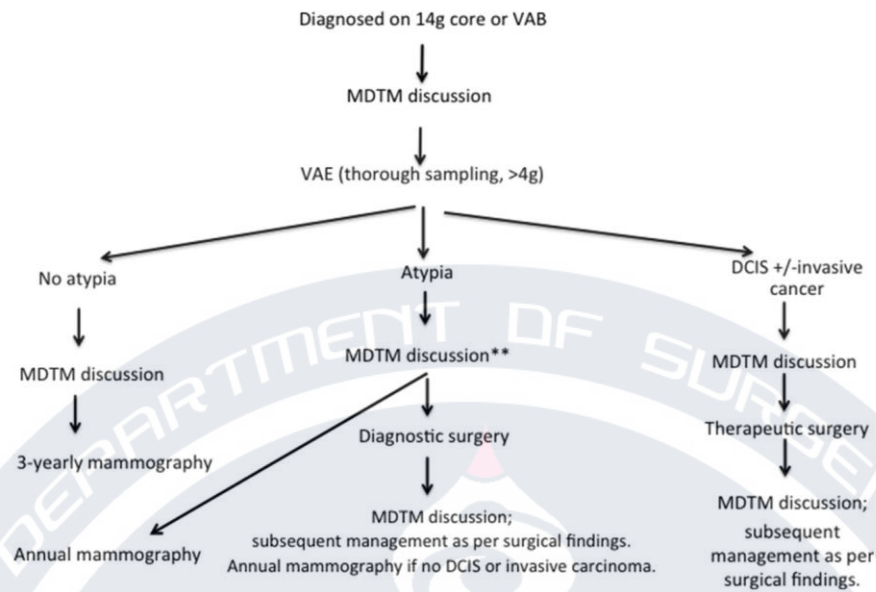 Diagnosed on 14g core or VAB
MDTM discussion
VAE (thorough sampling, >4g)
No atypia
MDTM discussion
3-yearly mammography
Atypia
MDTM discussion**
Annual mammography
Diagnostic surgery
MDTM discussion;
subsequent management as per surgical findings.
Annual mammography if no DCIS or invasive carcinoma.
DCIS +/-invasive
cancer
MDTM discussion
Therapeutic surgery
MDTM discussion;
subsequent
management as per
surgical findings.
DEPARTMENT OF SURGE